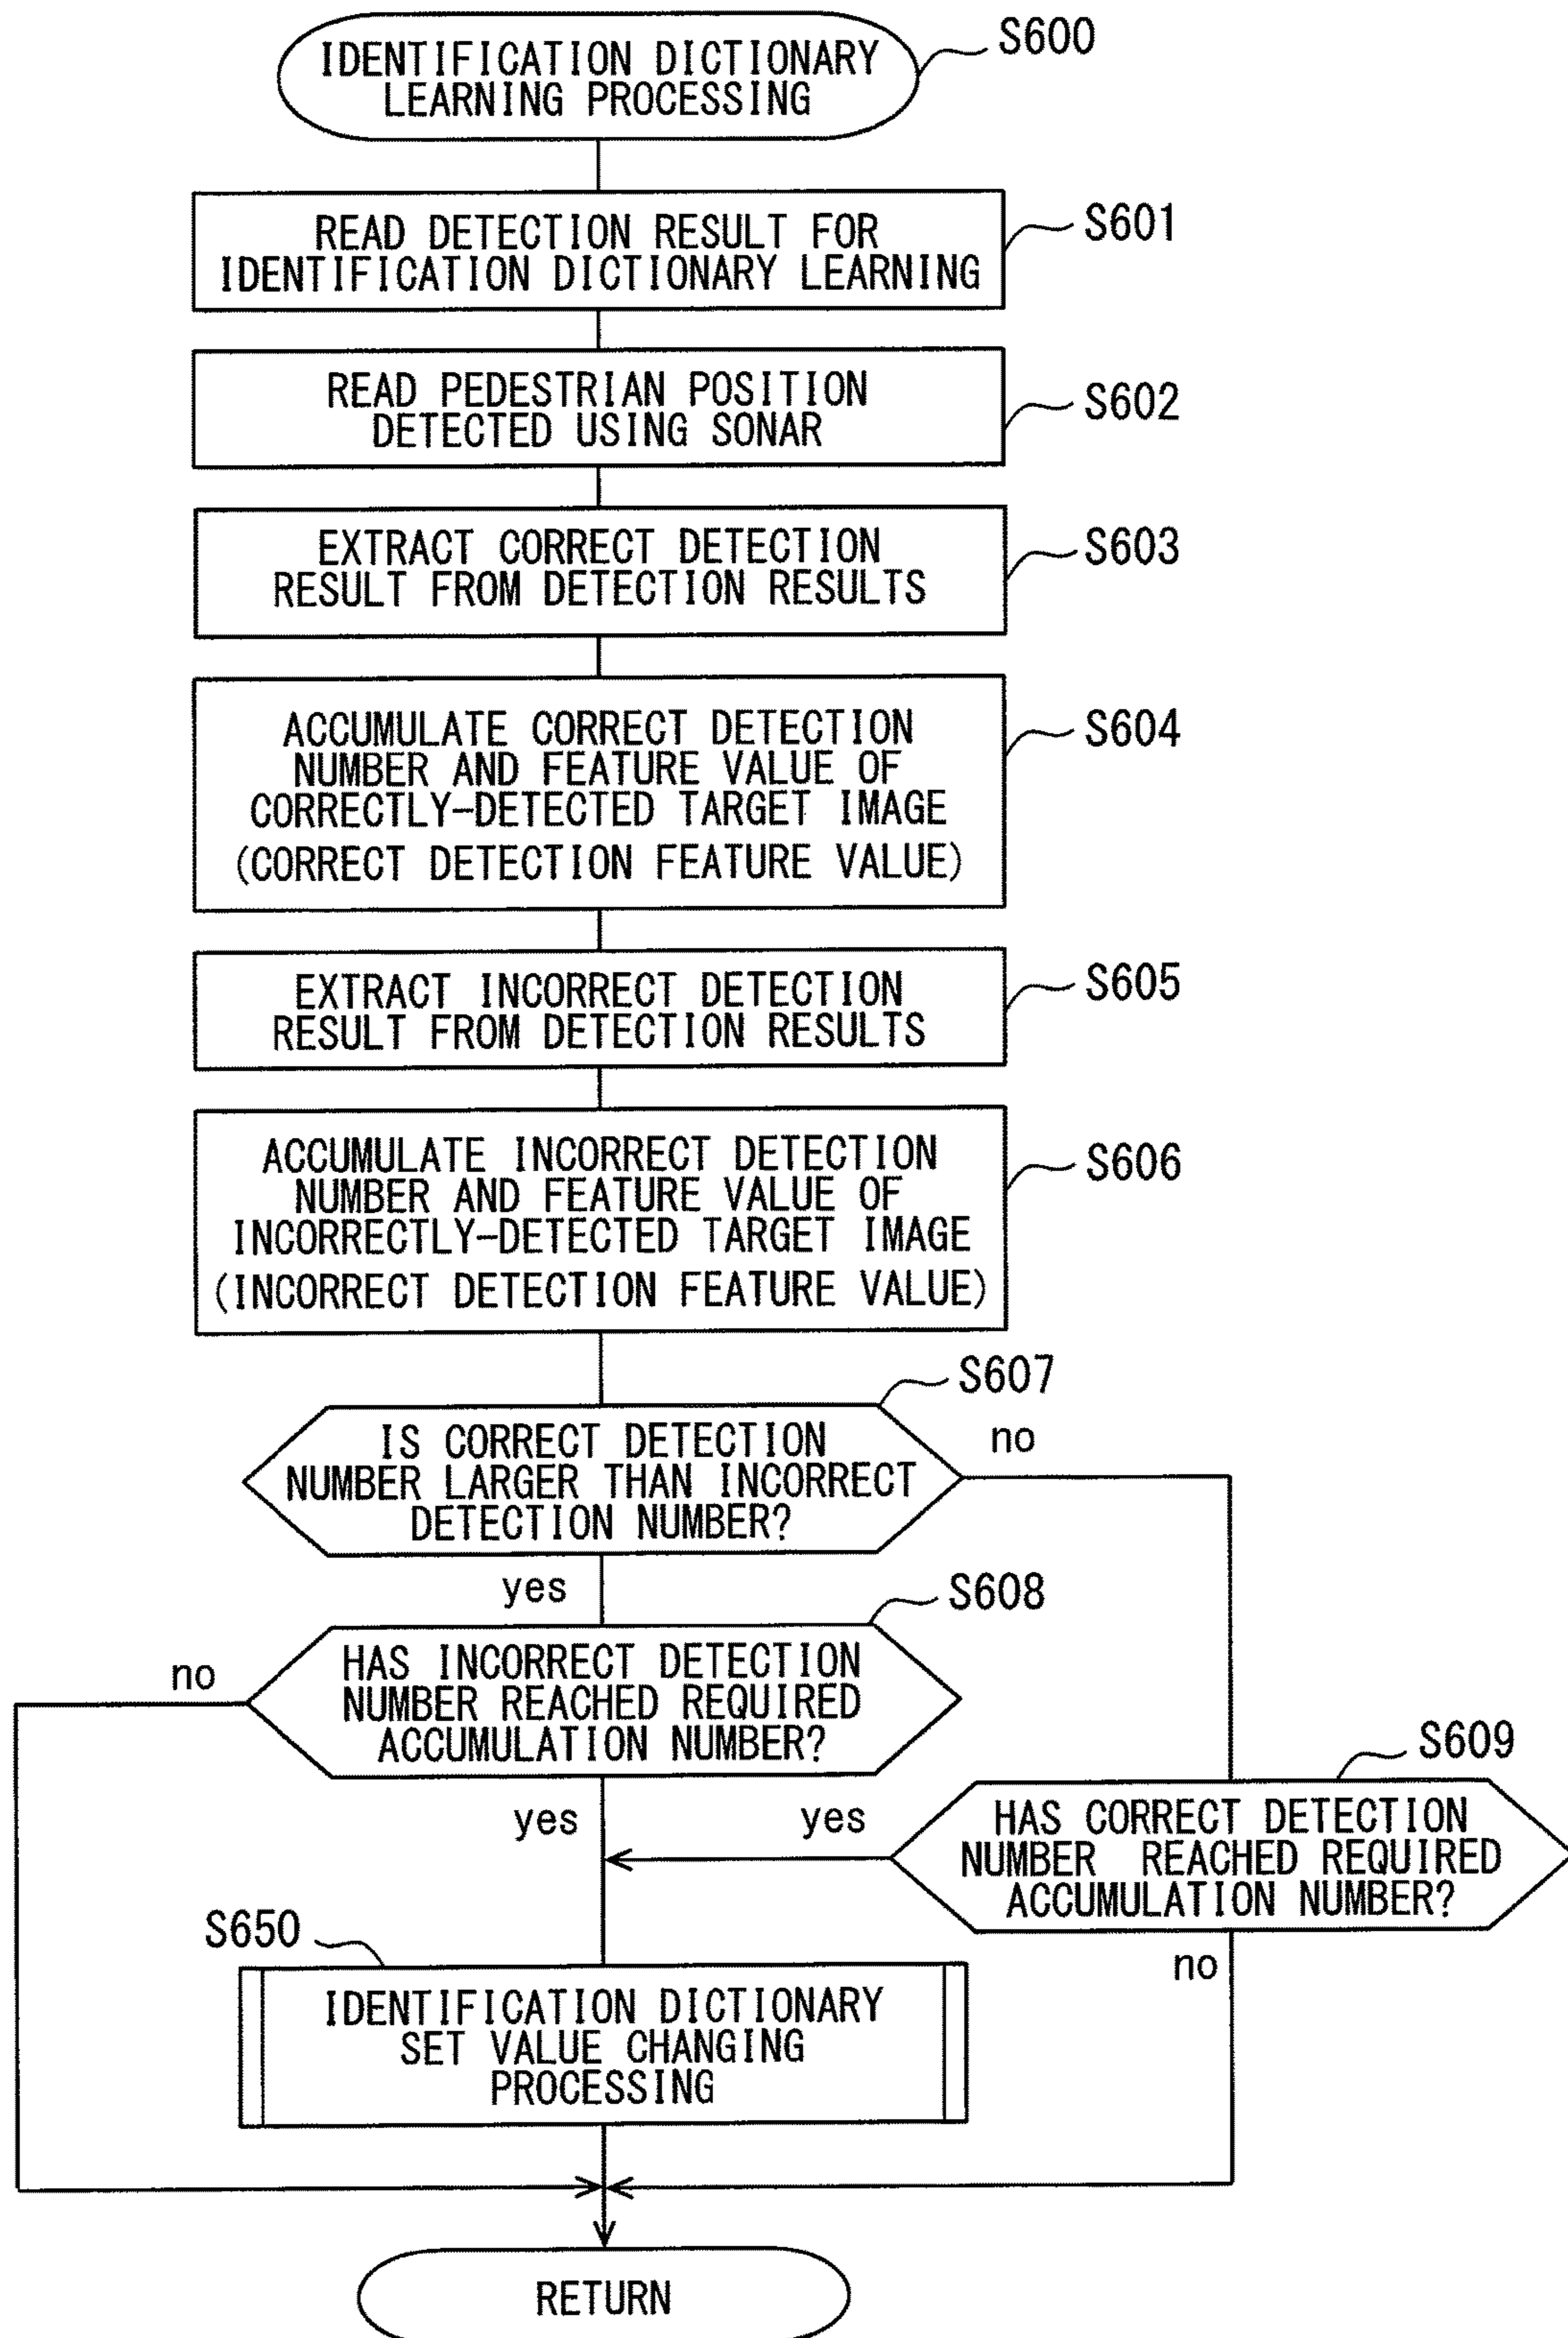 IDENTIFICATION DICTIONARY
LEARNING PROCESSING
S600
READ DETECTION RESULT FOR
IDENTIFICATION DICTIONARY LEARNING
S601
READ PEDESTRIAN POSITION
DETECTED USING SONAR
S602
EXTRACT CORRECT DETECTION
RESULT FROM DETECTION RESULTS
S603
ACCUMULATE CORRECT DETECTION
NUMBER AND FEATURE VALUE OF
CORRECTLY-DETECTED TARGET IMAGE
(CORRECT DETECTION FEATURE VALUE)
S604
EXTRACT INCORRECT DETECTION
RESULT FROM DETECTION RESULTS
S605
ACCUMULATE INCORRECT DETECTION
NUMBER AND FEATURE VALUE OF
INCORRECTLY-DETECTED TARGET IMAGE
(INCORRECT DETECTION FEATURE VALUE)
S606
S607
IS CORRECT DETECTION
NUMBER LARGER THAN INCORRECT
DETECTION NUMBER?
no
yes
S608
HAS INCORRECT DETECTION
NUMBER REACHED REQUIRED
ACCUMULATION NUMBER?
no
yes
S609
HAS CORRECT DETECTION
NUMBER REACHED REQUIRED
ACCUMULATION NUMBER?
yes
no
S650
IDENTIFICATION DICTIONARY
SET VALUE CHANGING
PROCESSING
RETURN